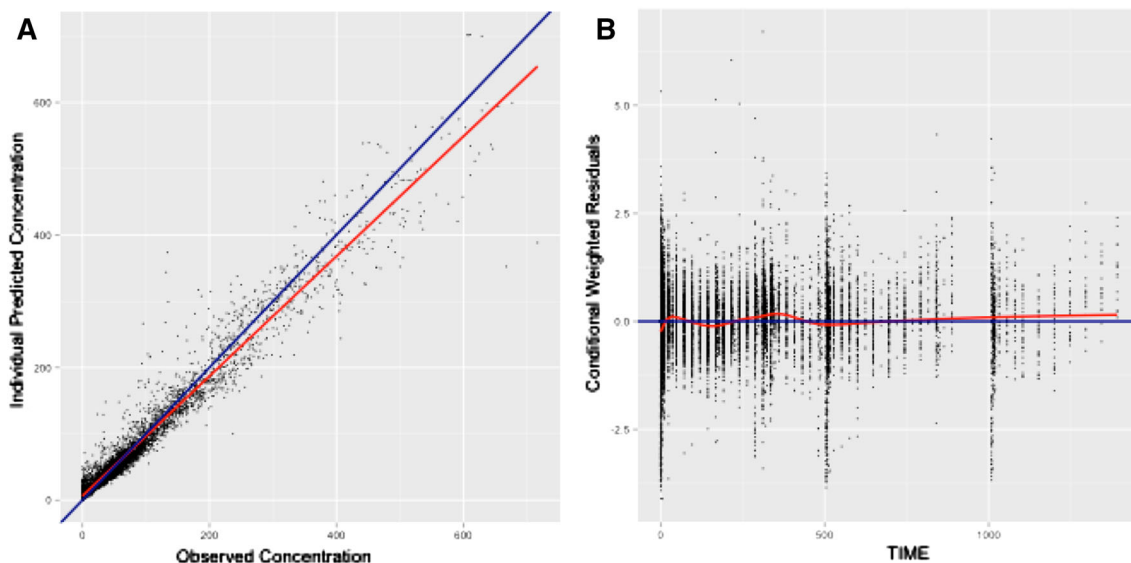 A
Individual Predicted Concentration
600
400
200
0
0 200 400 600
Observed Concentration
B
Conditional Weighted Residuals
5.0
2.5
0.0
-2.5
0 500 1000
TIME